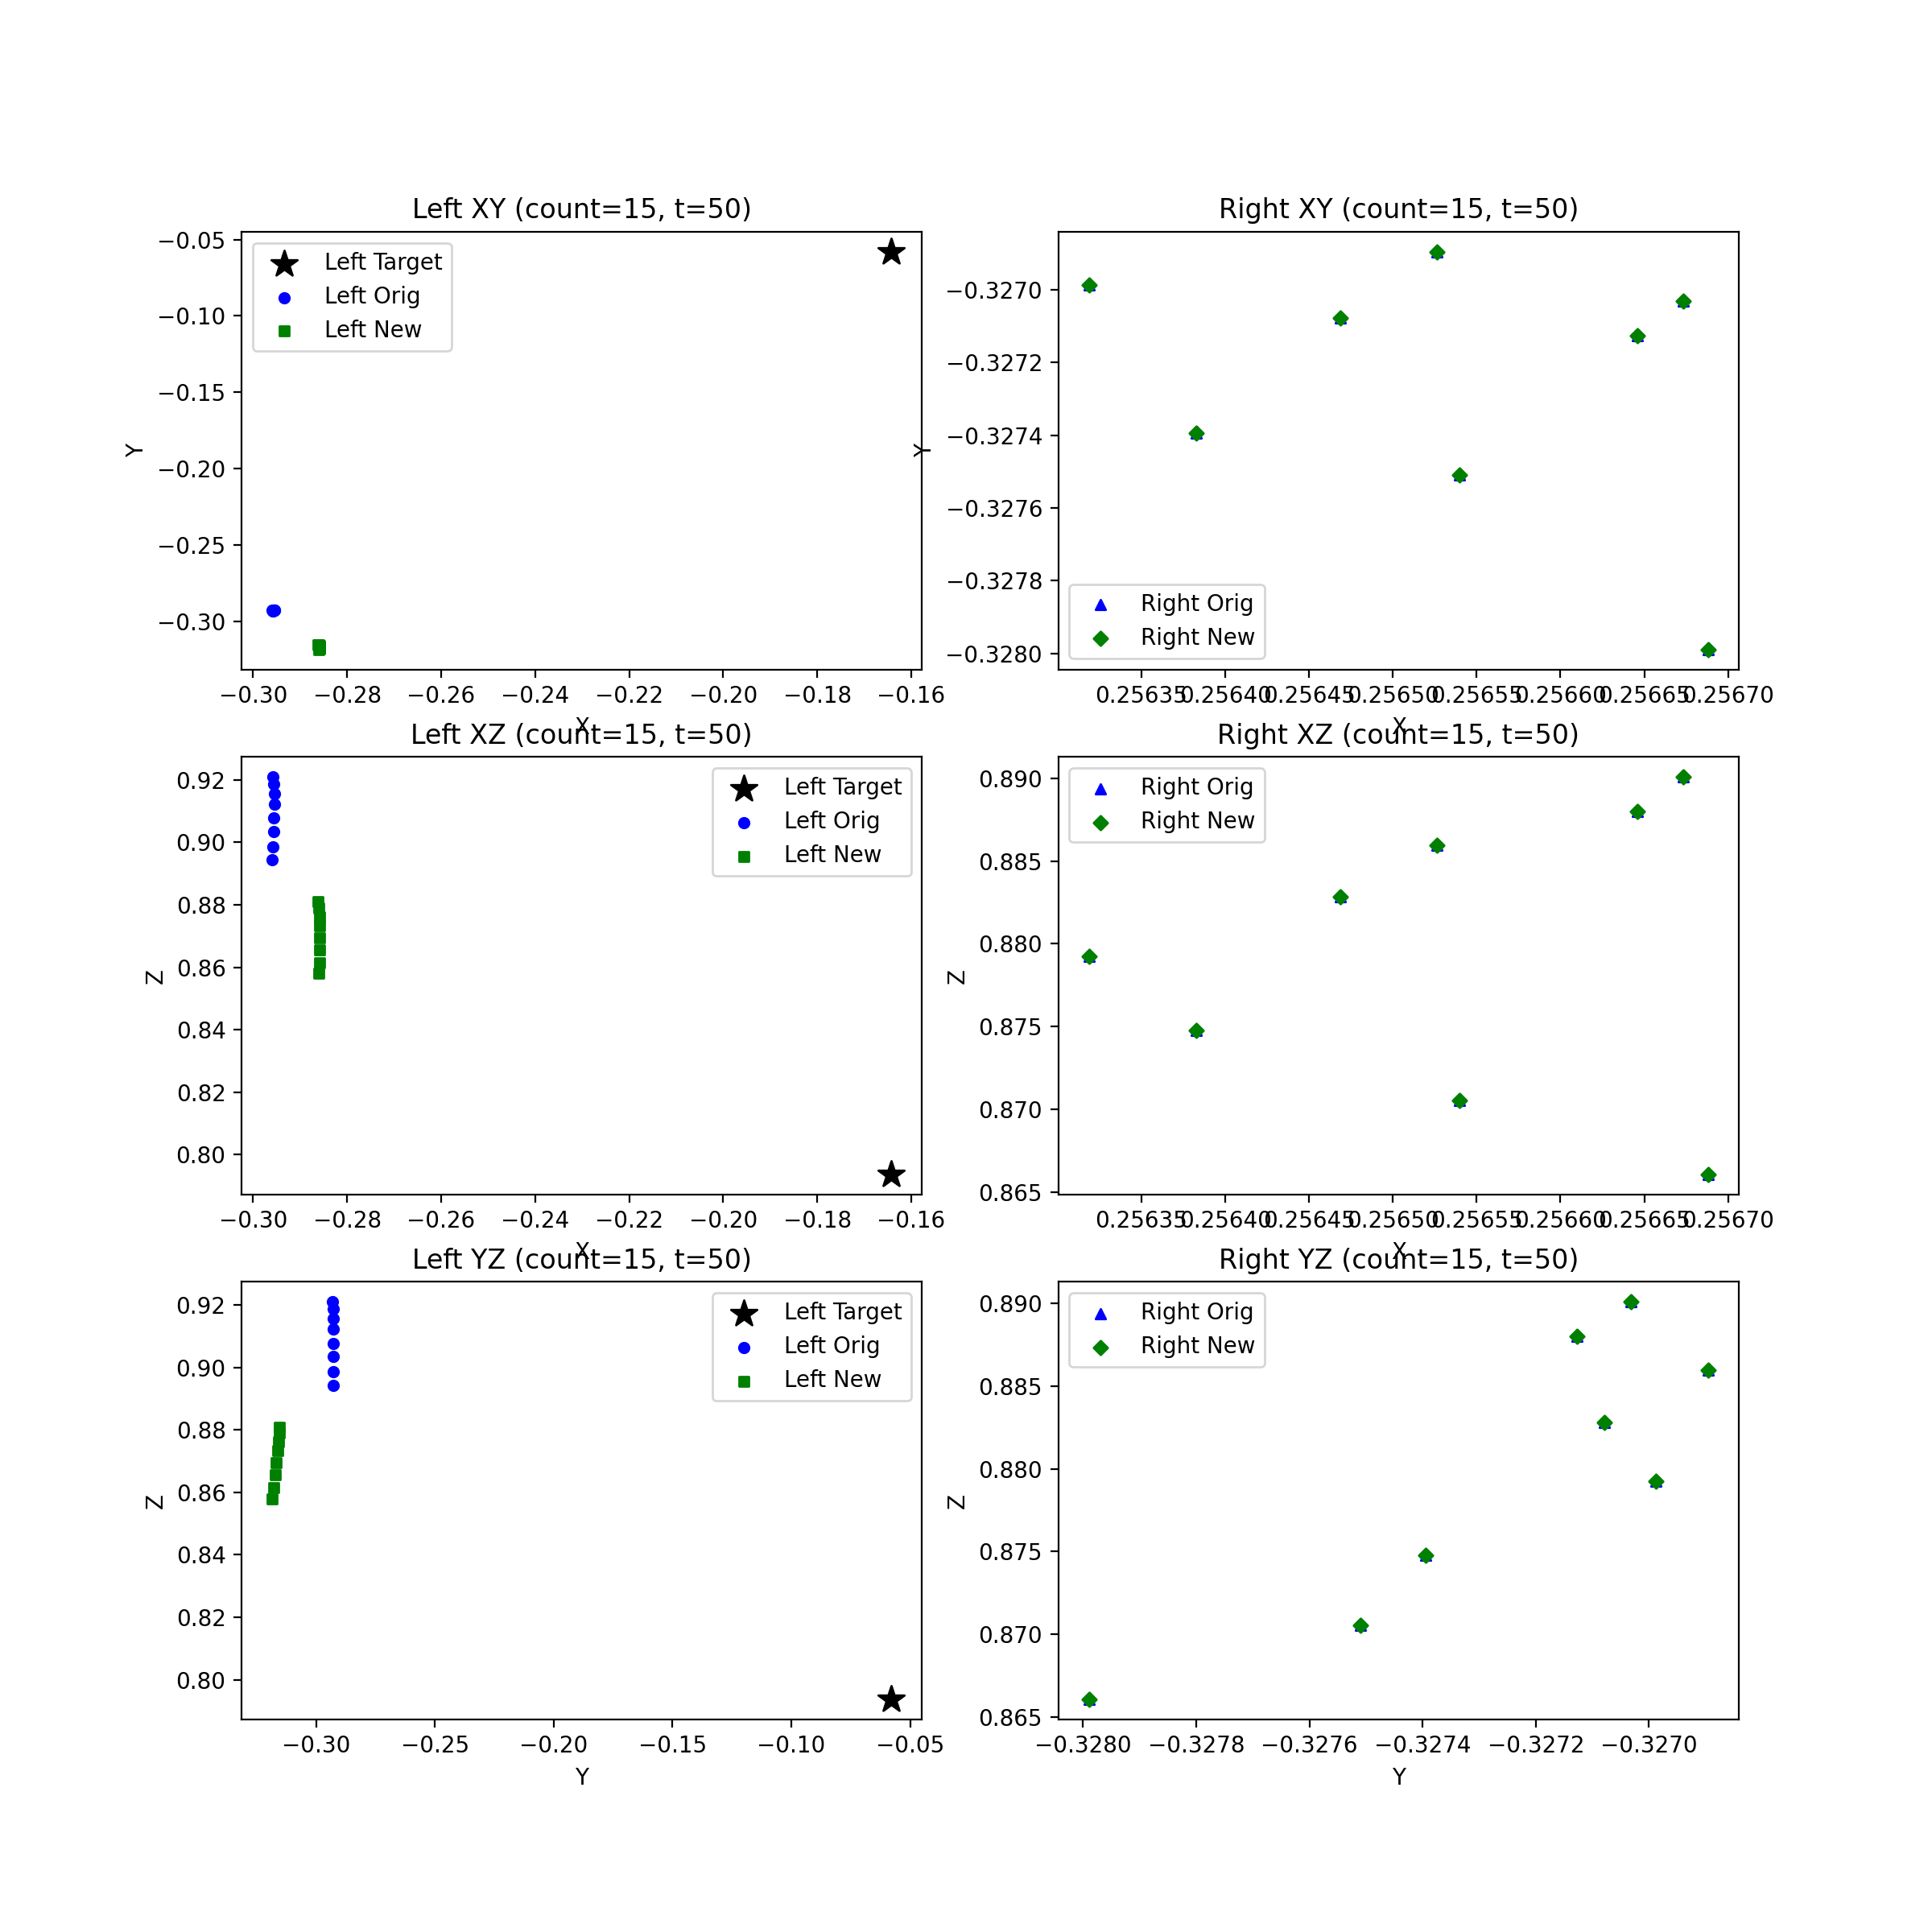 Left XY (count=15, t=50)
−0.05
−0.10
−0.15
−0.20
−0.25
−0.30
Y
Left Target
Left Orig
Left New
−0.30 −0.28 −0.26 −0.24 −0.22 −0.20 −0.18 −0.16
X
Right XY (count=15, t=50)
−0.3270
−0.3272
−0.3274
−0.3276
−0.3278
−0.3280
Y
Right Orig
Right New
0.25635 0.25640 0.25645 0.25650 0.25655 0.25660 0.25665 0.25670
X
Left XZ (count=15, t=50)
0.92
0.90
0.88
0.86
0.84
0.82
0.80
Z
Left Target
Left Orig
Left New
−0.30 −0.28 −0.26 −0.24 −0.22 −0.20 −0.18 −0.16
X
Right XZ (count=15, t=50)
0.890
0.885
0.880
0.875
0.870
0.865
Z
Right Orig
Right New
0.25635 0.25640 0.25645 0.25650 0.25655 0.25660 0.25665 0.25670
X
Left YZ (count=15, t=50)
0.92
0.90
0.88
0.86
0.84
0.82
0.80
Z
Left Target
Left Orig
Left New
−0.30 −0.25 −0.20 −0.15 −0.10 −0.05
Y
Right YZ (count=15, t=50)
0.890
0.885
0.880
0.875
0.870
0.865
Z
Right Orig
Right New
−0.3280 −0.3278 −0.3276 −0.3274 −0.3272 −0.3270
Y